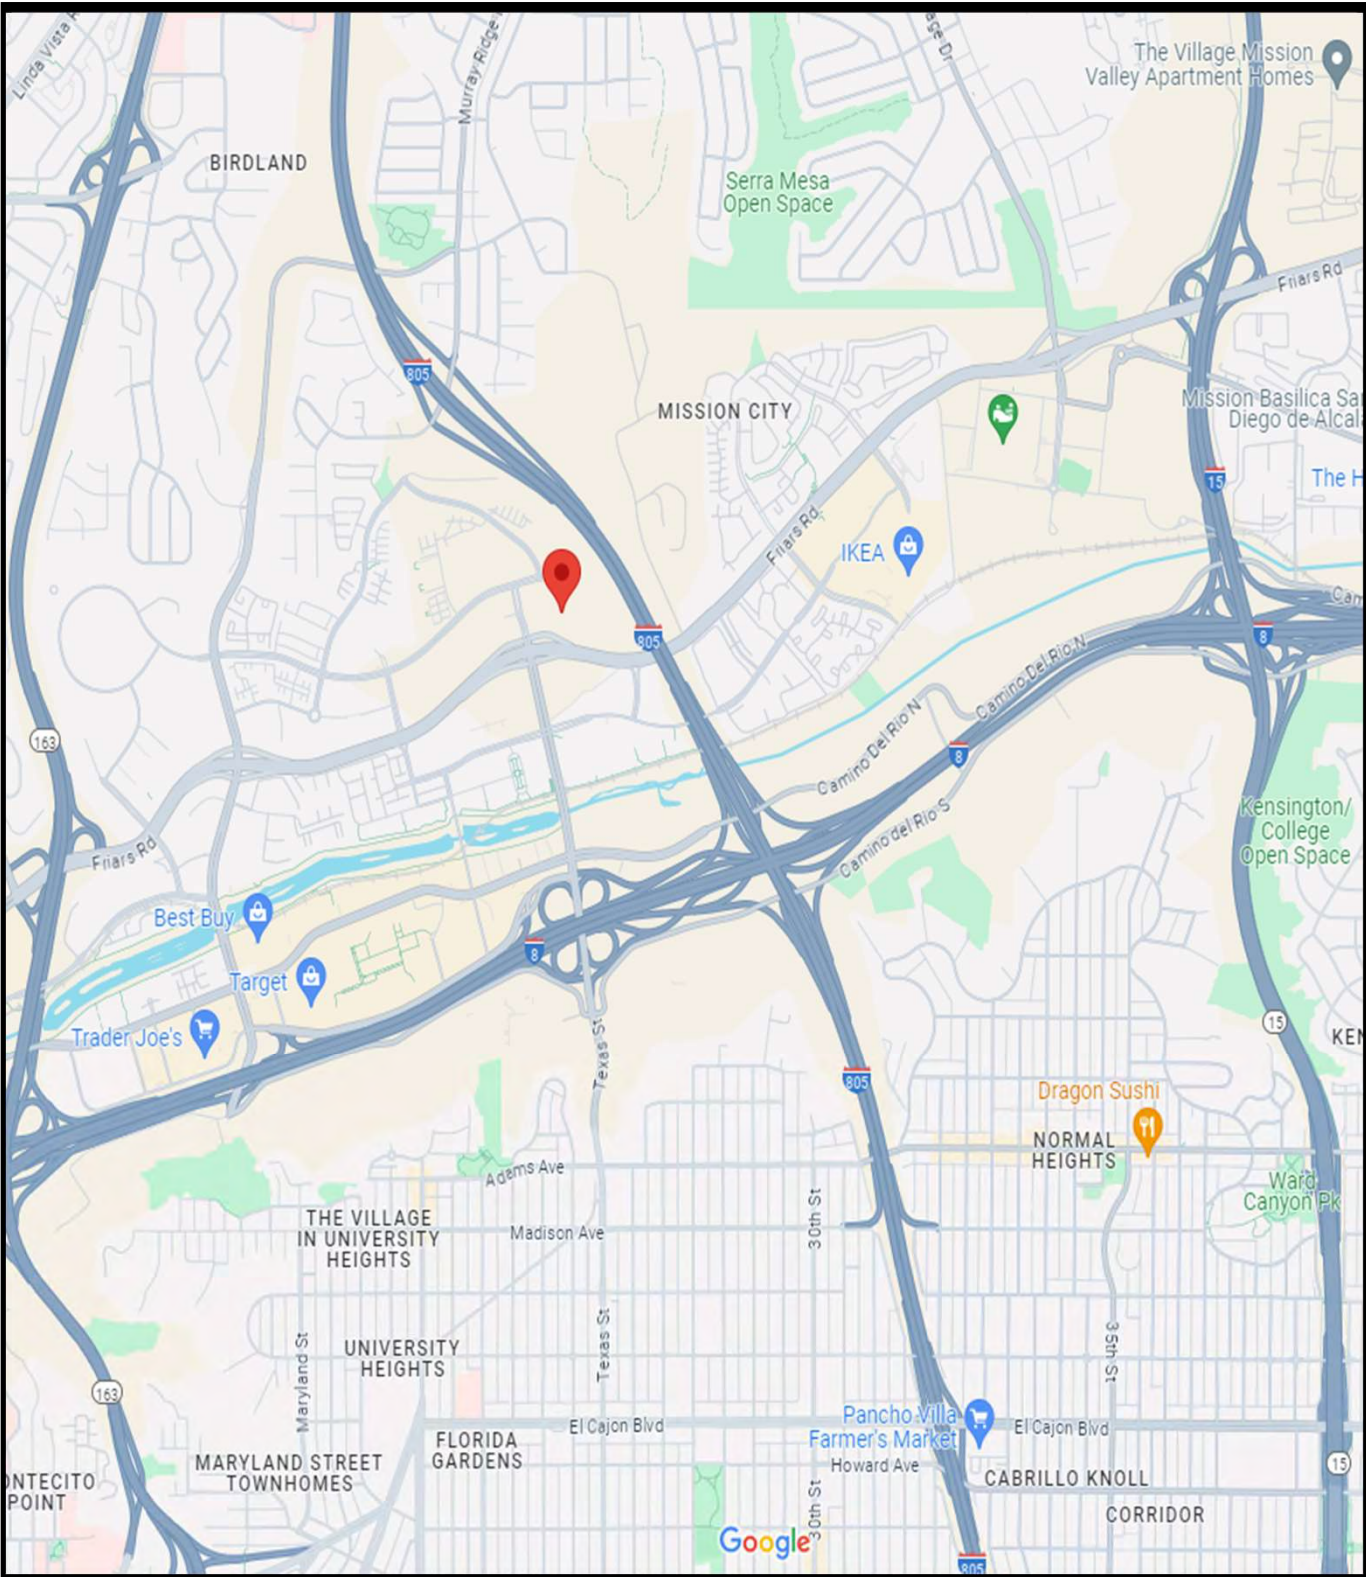 Linda Vista
Murray Ridge
age Dr
The Village Mission
Valley Apartment Homes
BIRDLAND
Serra Mesa
Open Space
Friars Rd
805
MISSION CITY
Mission Basilica Sa
Diego de Alcal
15
The H
Friars Rd
IKEA
805
Cam
8
163
Camino Del Rio N
Camino Del Rio N
8
Camino del Rio S
Kensington/
College
Open Space
Friars Rd
Best Buy
8
Target
Trader Joe's
15
KEN
Texas St
805
Dragon Sushi
NORMAL
HEIGHTS
Adams Ave
Ward
Canyon Pk
THE VILLAGE
IN UNIVERSITY
HEIGHTS
Madison Ave
30th St
Maryland St
UNIVERSITY
HEIGHTS
Texas St
35th St
163
Pancho Villa
Farmer's Market
El Cajon Blvd
El Cajon Blvd
FLORIDA
GARDENS
Howard Ave
MARYLAND STREET
TOWNHOMES
ONTECITO
POINT
CABRILLO KNOLL
15
30th St
CORRIDOR
Google
805